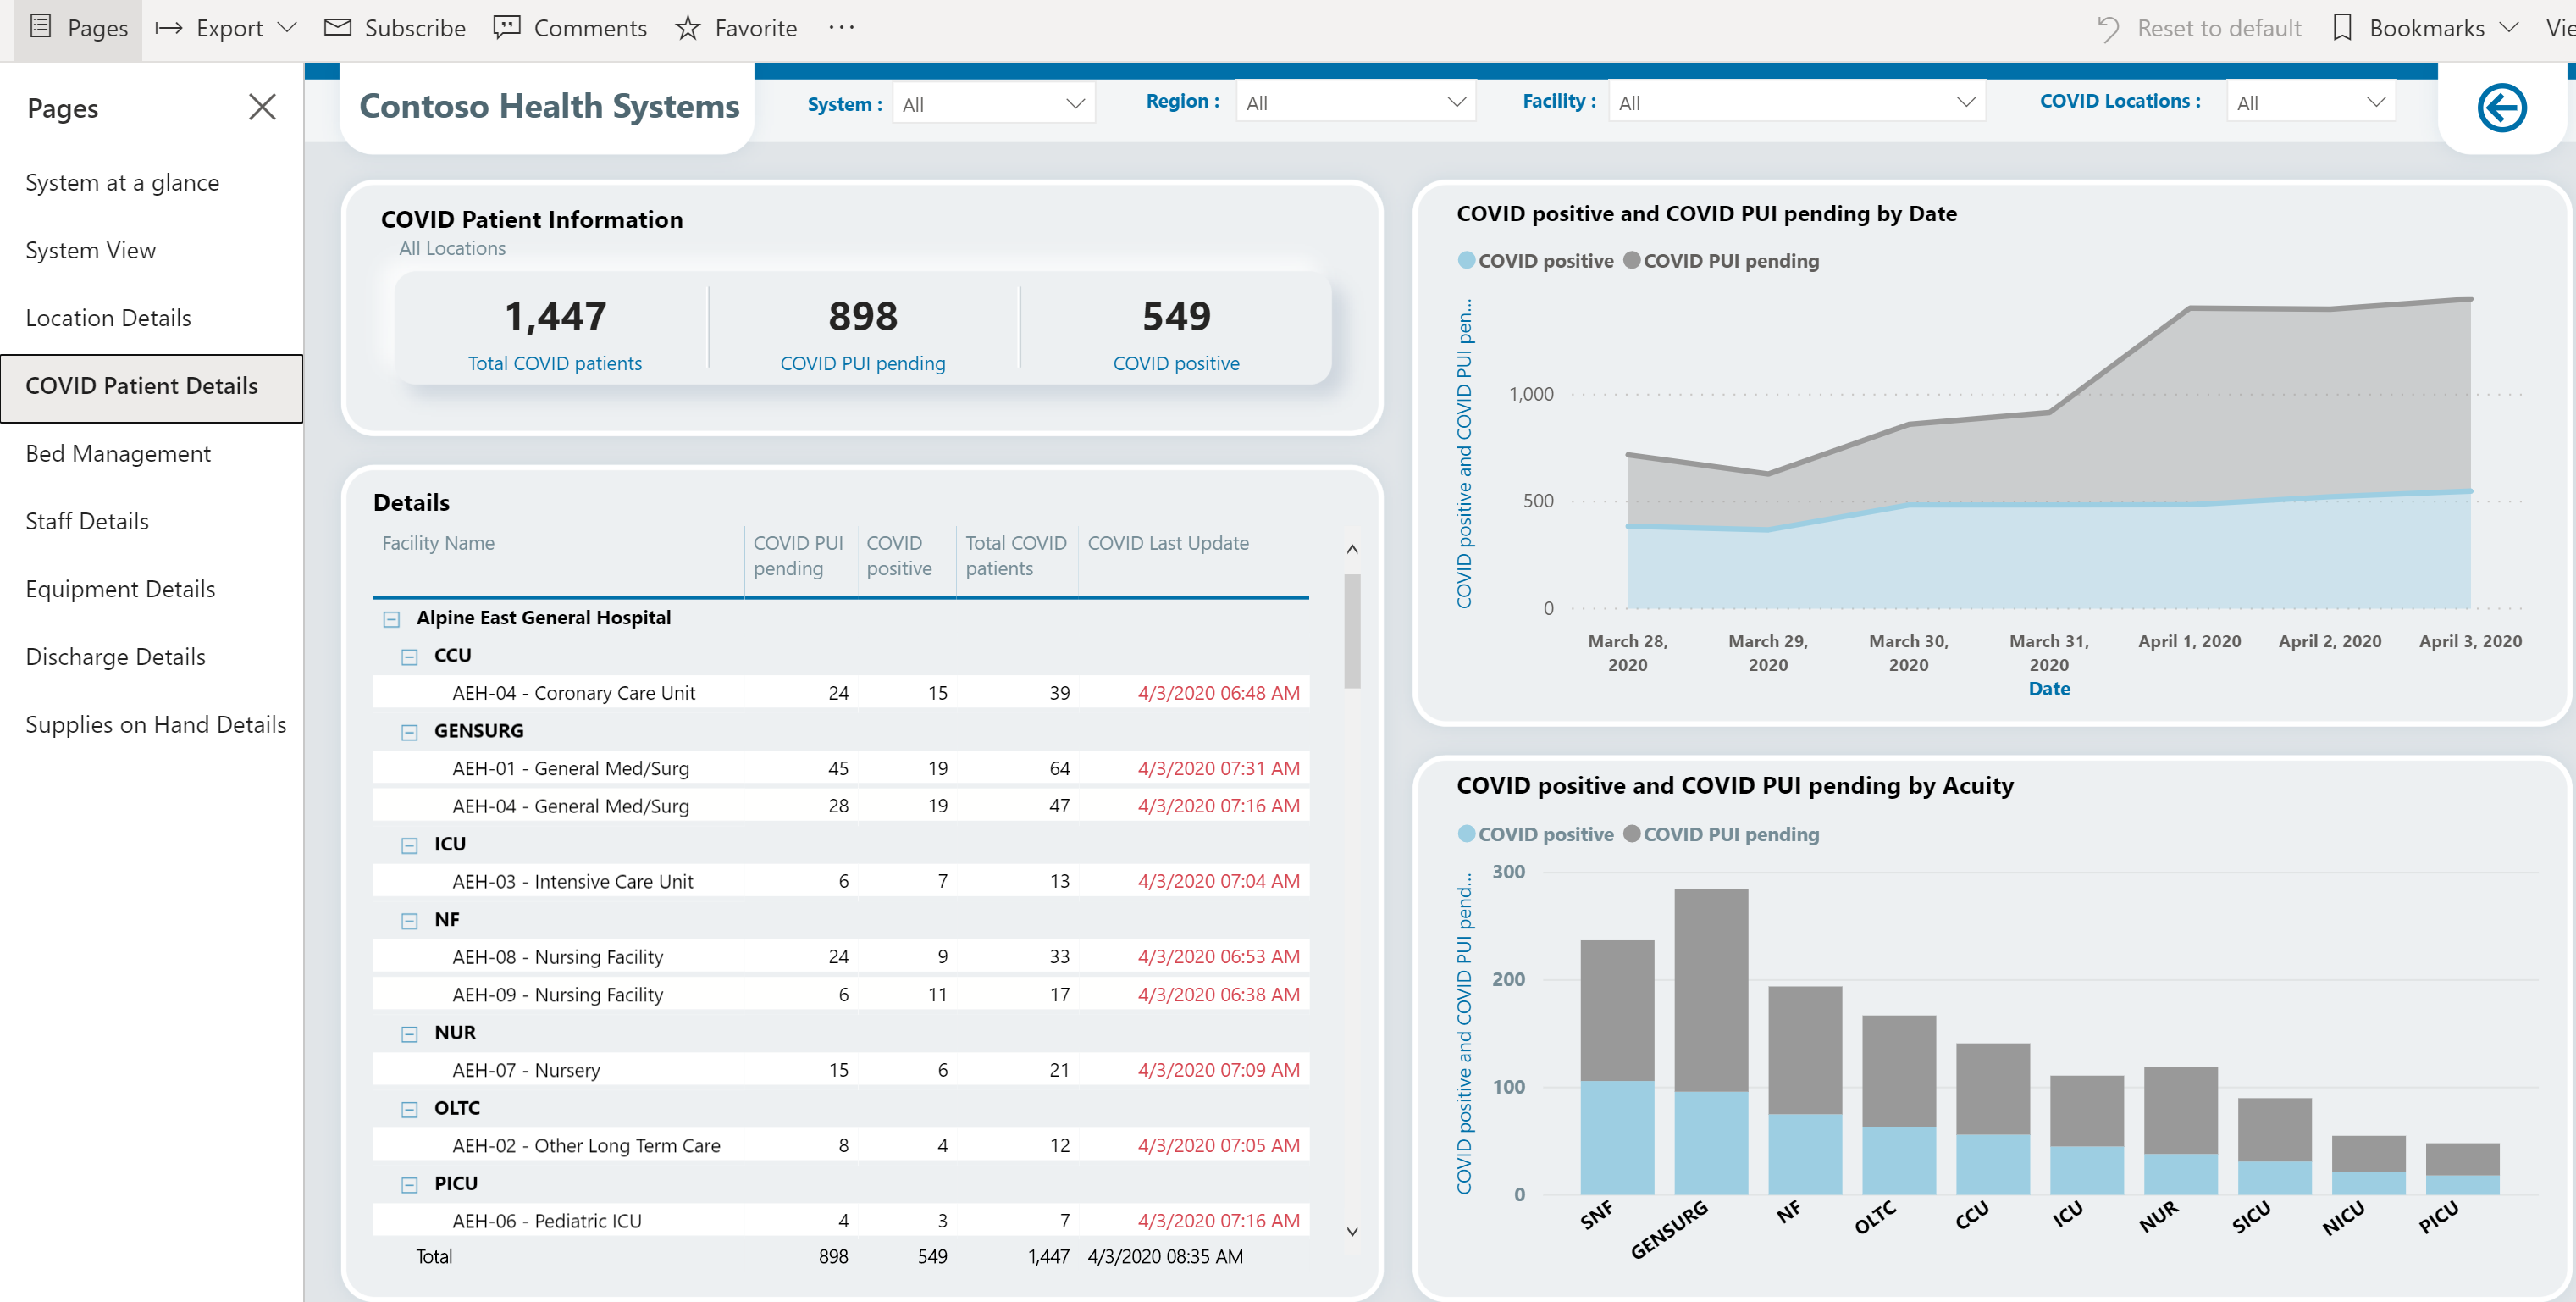 Pages
Export
Subscribe
Comments
Favorite
Reset to default
Bookmarks
Pages
System at a glance
System View
Location Details
COVID Patient Details
Bed Management
Staff Details
Equipment Details
Discharge Details
Supplies on Hand Details
Contoso Health Systems
System : All
Region : All
Facility : All
COVID Locations : All
COVID Patient Information
All Locations
1,447 898 549
Total COVID patients COVID PUI pending COVID positive
Details
Facility Name COVID PUI pending COVID positive Total COVID patients COVID Last Update
Alpine East General Hospital
CCU
AEH-04 - Coronary Care Unit 24 15 39 4/3/2020 06:48 AM
GENSURG
AEH-01 - General Med/Surg 45 19 64 4/3/2020 07:31 AM
AEH-04 - General Med/Surg 28 19 47 4/3/2020 07:16 AM
ICU
AEH-03 - Intensive Care Unit 6 7 13 4/3/2020 07:04 AM
NF
AEH-08 - Nursing Facility 24 9 33 4/3/2020 06:53 AM
AEH-09 - Nursing Facility 6 11 17 4/3/2020 06:38 AM
NUR
AEH-07 - Nursery 15 6 21 4/3/2020 07:09 AM
OLTC
AEH-02 - Other Long Term Care 8 4 12 4/3/2020 07:05 AM
PICU
AEH-06 - Pediatric ICU 4 3 7 4/3/2020 07:16 AM
Total 898 549 1,447 4/3/2020 08:35 AM
COVID positive and COVID PUI pending by Date
COVID positive COVID PUI pending
COVID positive and COVID PUI pen...
1,000
500
0
March 28, 2020 March 29, 2020 March 30, 2020 March 31, 2020 April 1, 2020 April 2, 2020 April 3, 2020
Date
COVID positive and COVID PUI pending by Acuity
COVID positive COVID PUI pending
COVID positive and COVID PUI pend...
300
200
100
0
SNF GENSURG NF OLTC CCU ICU NUR SICU NICU PICU